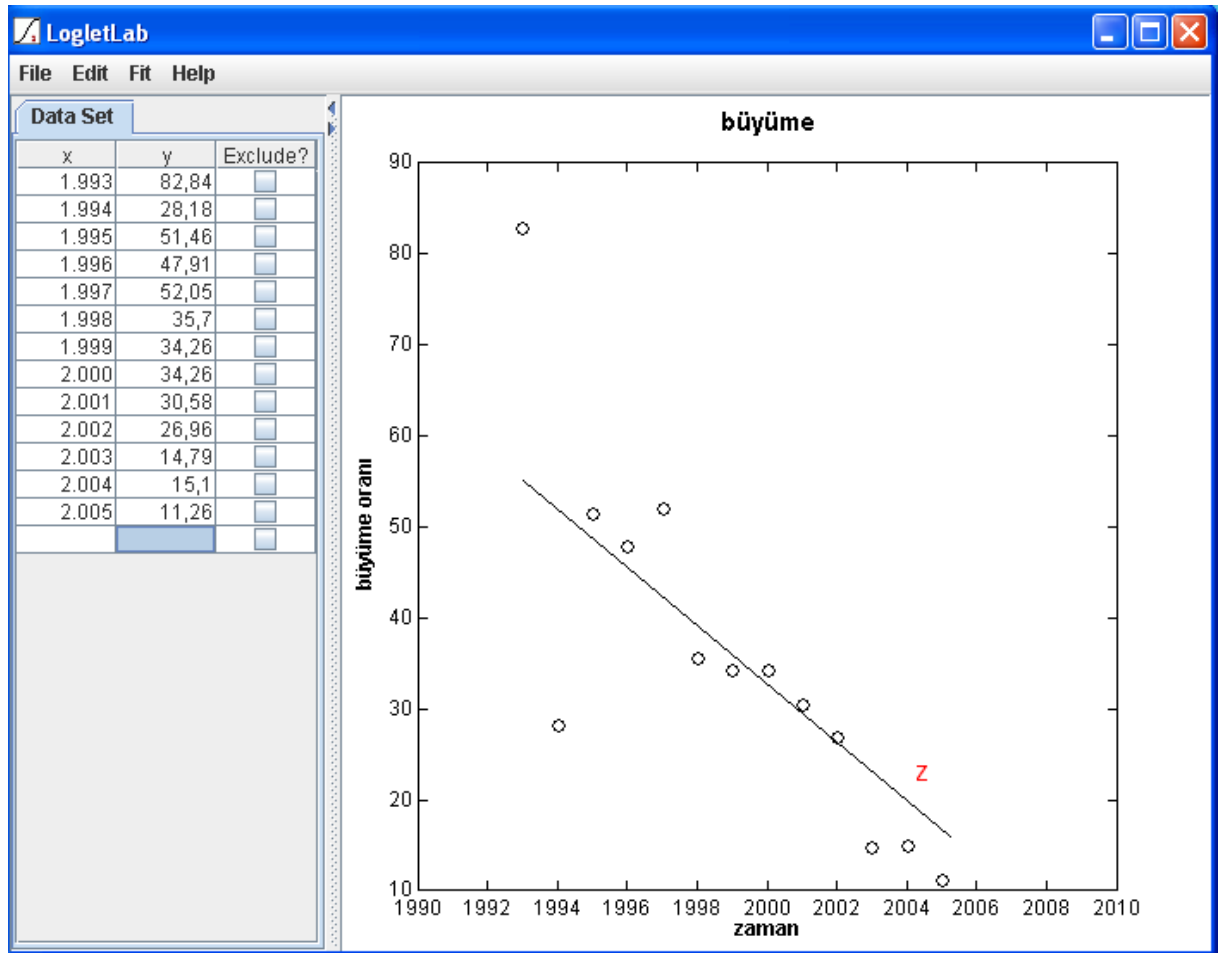 LogletLab
File Edit Fit Help
Data Set
x y Exclude?
1.993 82,84
1.994 28,18
1.995 51,46
1.996 47,91
1.997 52,05
1.998 35,7
1.999 34,26
2.000 34,26
2.001 30,58
2.002 26,96
2.003 14,79
2.004 15,1
2.005 11,26
büyüme
90
80
70
60
50
40
30
20
10
büyüme oranı
Z
1990 1992 1994 1996 1998 2000 2002 2004 2006 2008 2010
zaman